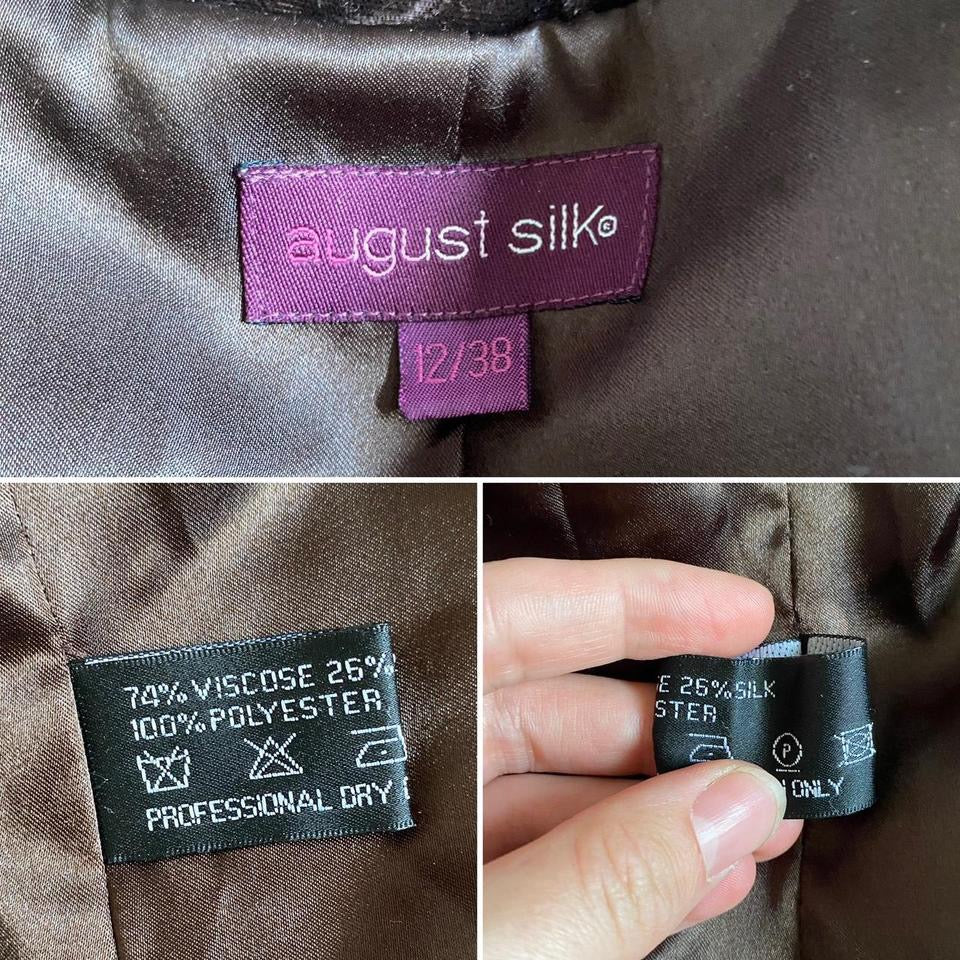 august silk®
12/38
74% VISCOSE 26%
100% POLYESTER
PROFESSIONAL DRY
E 26% SILK
STER
P
ONLY